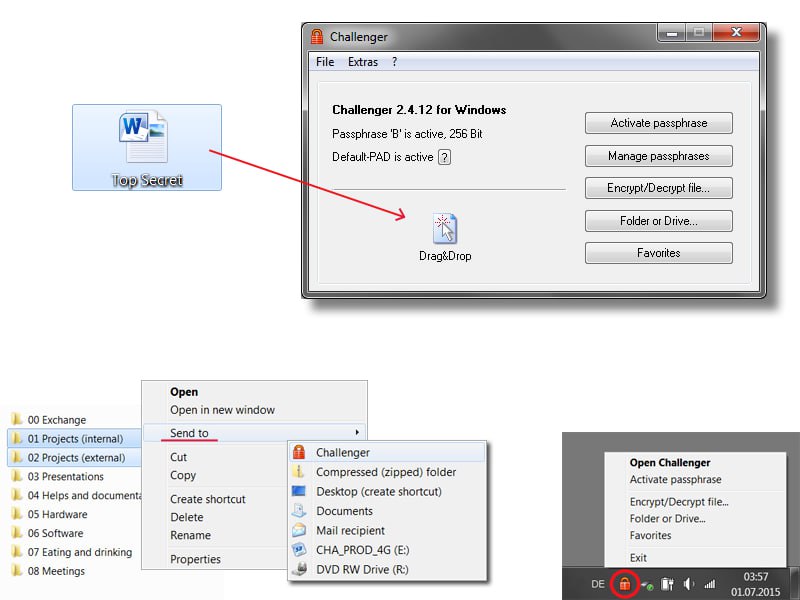 Top Secret
Challenger
File Extras ?
Challenger 2.4.12 for Windows
Passphrase 'B' is active, 256 Bit
Default-PAD is active ?
Drag&Drop
Activate passphrase
Manage passphrases
Encrypt/Decrypt file...
Folder or Drive...
Favorites
00 Exchange
01 Projects (internal)
02 Projects (external)
03 Presentations
04 Helps and documenta
05 Hardware
06 Software
07 Eating and drinking
08 Meetings
Open
Open in new window
Send to
Cut
Copy
Create shortcut
Delete
Rename
Properties
Challenger
Compressed (zipped) folder
Desktop (create shortcut)
Documents
Mail recipient
CHA_PROD_4G (E:)
DVD RW Drive (R:)
Open Challenger
Activate passphrase
Encrypt/Decrypt file...
Folder or Drive...
Favorites
Exit
DE
03:57
01.07.2015